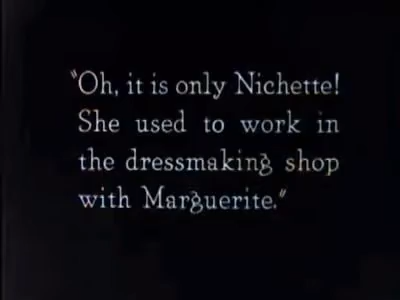 "Oh, it is only Nichette!
She used to work in
the dressmaking shop
with Marguerite."